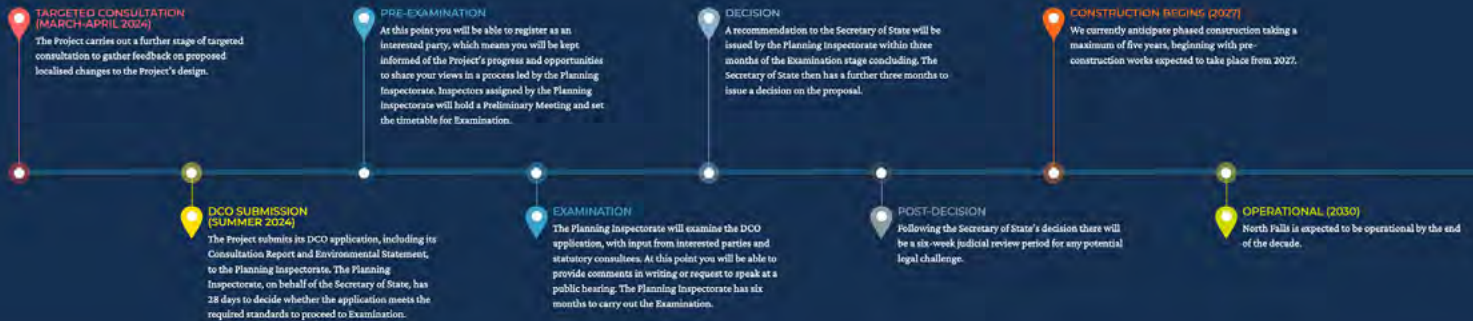 TARGETED CONSULTATION
(MARCH-APRIL 2024)
The Project carries out a further stage of targeted
consultation to gather feedback on proposed
localised changes to the Project's design.
DCO SUBMISSION
(SUMMER 2024)
The Project submits its DCO application, including its
Consultation Report and Environmental Statement,
to the Planning Inspectorate. The Planning
Inspectorate, on behalf of the Secretary of State, has
28 days to decide whether the application meets the
required standards to proceed to Examination.
PRE-EXAMINATION
At this point you will be able to register as an
interested party, which means you will be kept
informed of the Project's progress and opportunities
to share your views in a process led by the Planning
Inspectorate. Inspectors assigned by the Planning
Inspectorate will hold a Preliminary Meeting and set
the timetable for Examination.
EXAMINATION
The Planning Inspectorate will examine the DCO
application, with input from interested parties and
statutory consultees. At this point you will be able to
provide comments in writing or request to speak at a
public hearing. The Planning Inspectorate has six
months to carry out the Examination.
DECISION
A recommendation to the Secretary of State will be
issued by the Planning Inspectorate within three
months of the Examination stage concluding. The
Secretary of State then has a further three months to
issue a decision on the proposal.
POST-DECISION
Following the Secretary of State's decision there will
be a six-week judicial review period for any potential
legal challenge.
CONSTRUCTION BEGINS (2027)
We currently anticipate phased construction taking a
maximum of five years, beginning with pre-
construction works expected to take place from 2027.
OPERATIONAL (2030)
North Falls is expected to be operational by the end
of the decade.